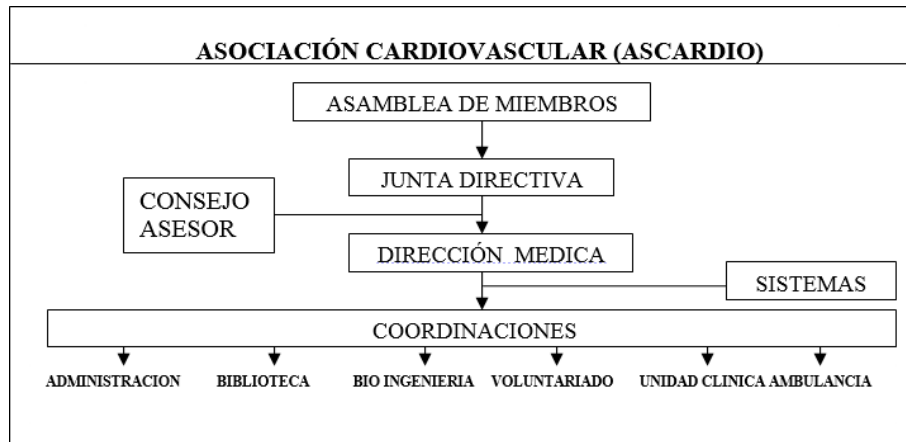 ASOCIACIÓN CARDIOVASCULAR (ASCARDIO)
ASAMBLEA DE MIEMBROS
JUNTA DIRECTIVA
CONSEJO
ASESOR
DIRECCIÓN MEDICA
SISTEMAS
COORDINACIONES
ADMINISTRACION BIBLIOTECA BIO INGENIERIA VOLUNTARIADO UNIDAD CLINICA AMBULANCIA